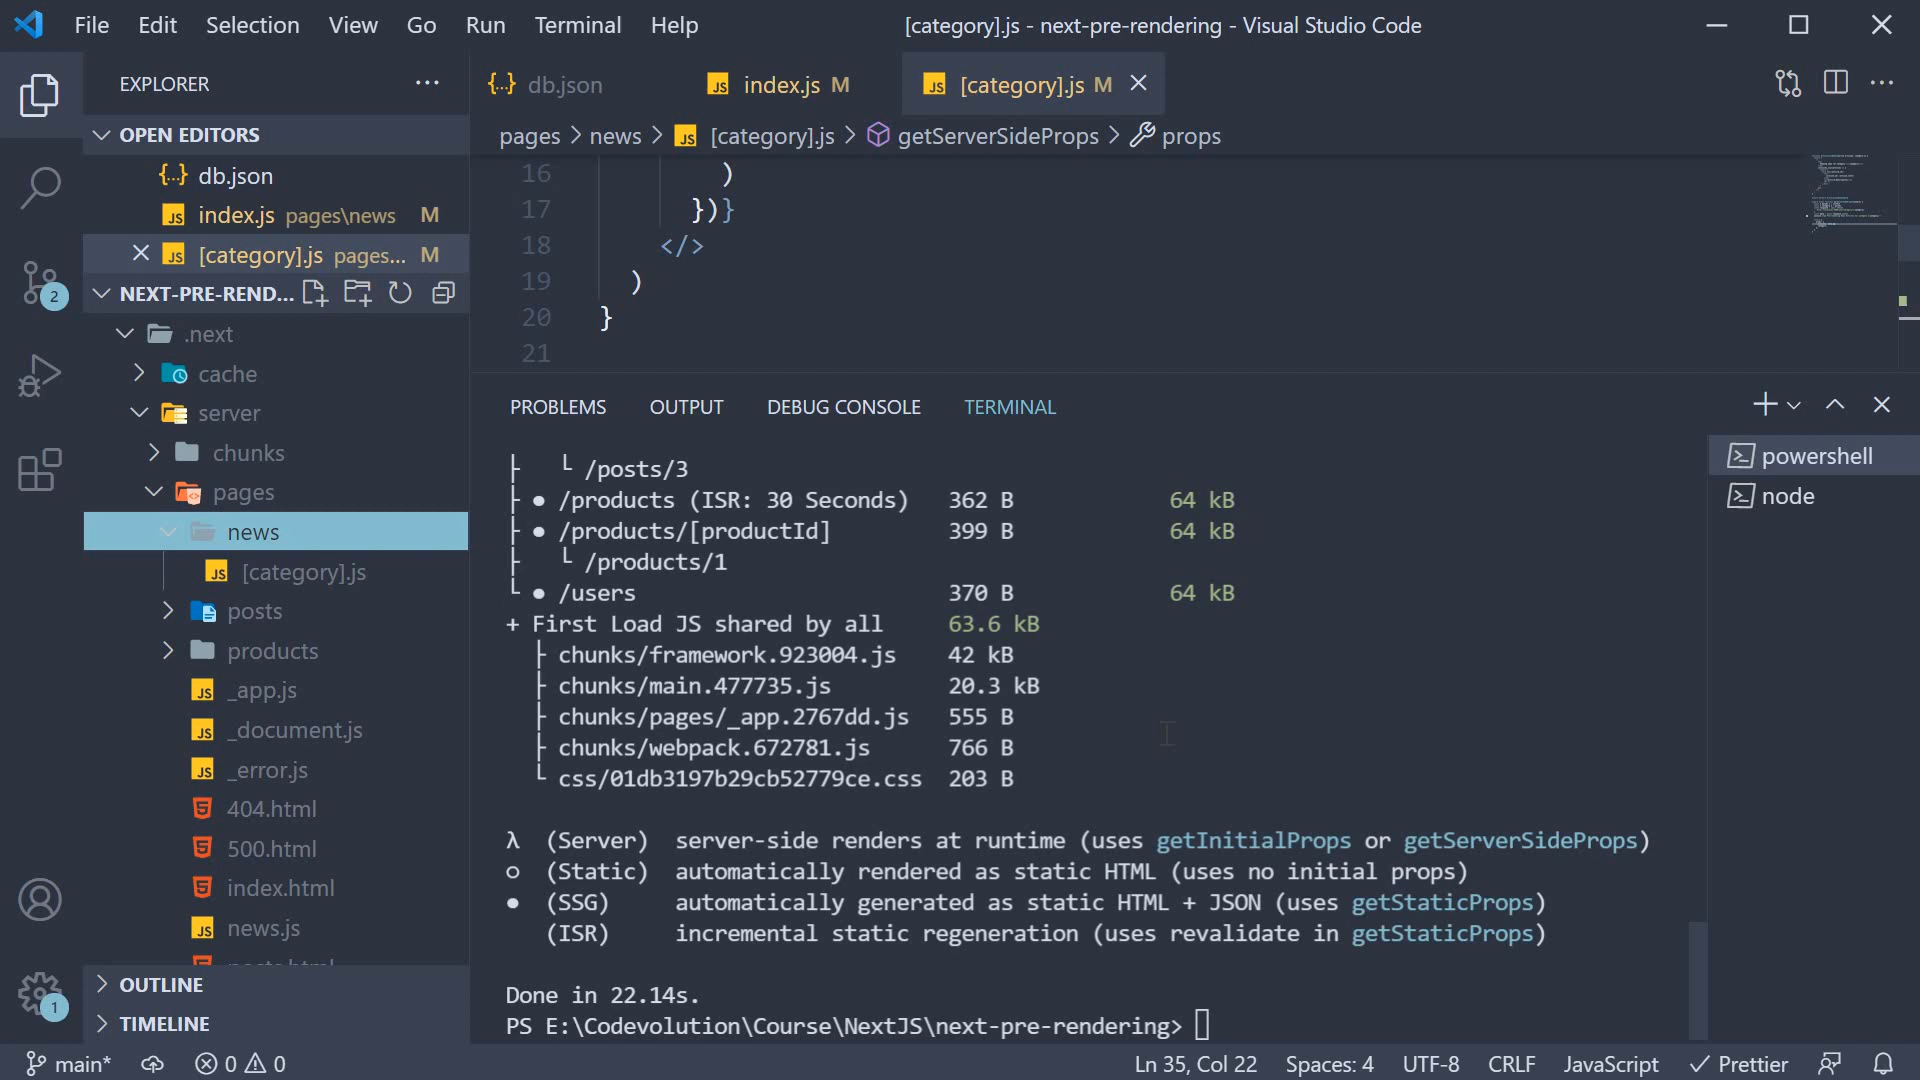 File Edit Selection View Go Run Terminal Help
[category].js - next-pre-rendering - Visual Studio Code
EXPLORER
OPEN EDITORS
db.json
index.js pages\news M
[category].js pages... M
NEXT-PRE-REND...
.next
cache
server
chunks
pages
news
[category].js
posts
products
_app.js
_document.js
_error.js
404.html
500.html
index.html
news.js
posts.html
OUTLINE
TIMELINE
2
1
db.json
index.js M
[category].js M
pages > news > [category].js > getServerSideProps > props
16 )
17 })}
18 </>
19 )
20 }
21
PROBLEMS OUTPUT DEBUG CONSOLE TERMINAL
powershell
node
├ └ /posts/3
├ ● /products (ISR: 30 Seconds) 362 B 64 kB
├ ● /products/[productId] 399 B 64 kB
├ └ /products/1
└ ● /users 370 B 64 kB
+ First Load JS shared by all 63.6 kB
├ chunks/framework.923004.js 42 kB
├ chunks/main.477735.js 20.3 kB
├ chunks/pages/_app.2767dd.js 555 B
├ chunks/webpack.672781.js 766 B
└ css/01db3197b29cb52779ce.css 203 B
λ (Server) server-side renders at runtime (uses getInitialProps or getServerSideProps)
○ (Static) automatically rendered as static HTML (uses no initial props)
● (SSG) automatically generated as static HTML + JSON (uses getStaticProps)
(ISR) incremental static regeneration (uses revalidate in getStaticProps)
Done in 22.14s.
PS E:\Codevolution\Course\NextJS\next-pre-rendering>
main* 0 0 Ln 35, Col 22 Spaces: 4 UTF-8 CRLF JavaScript Prettier